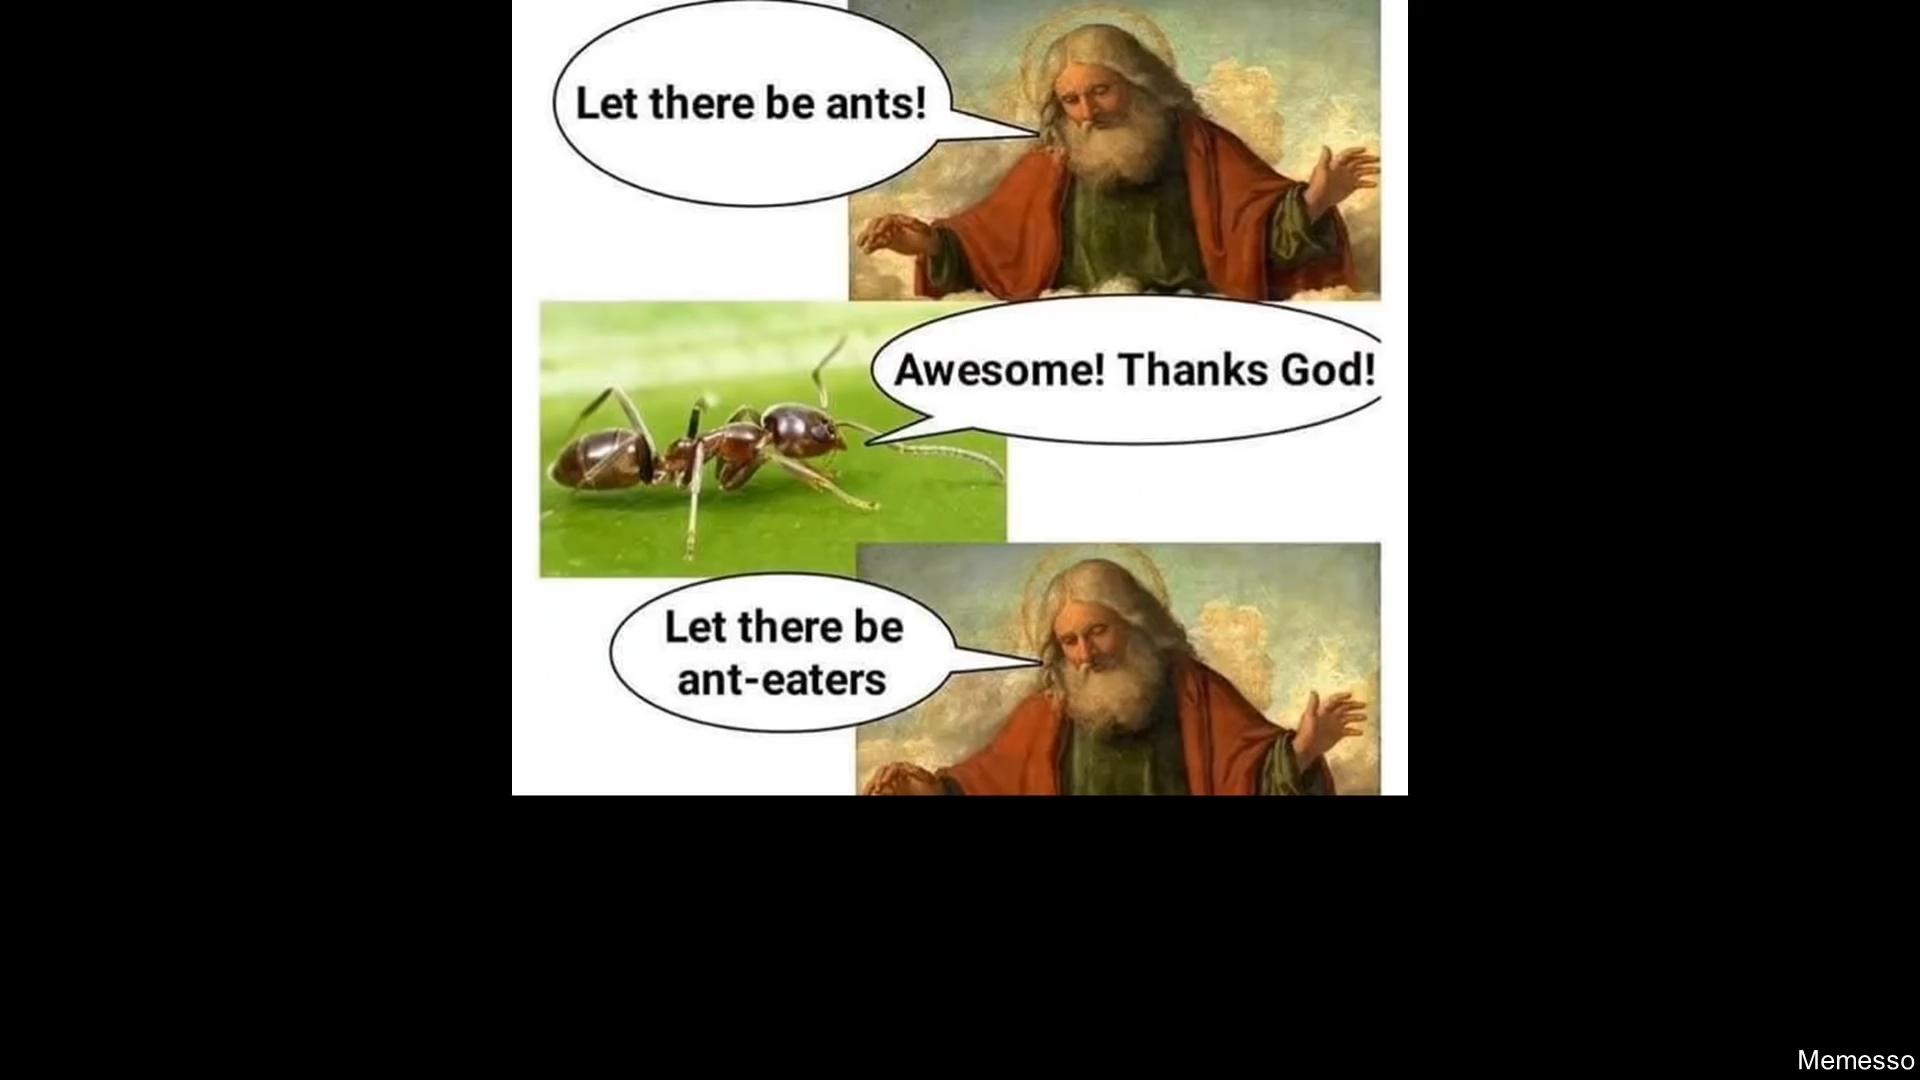 Let there be ants!
Awesome! Thanks God!
Let there be
ant-eaters
Memesso